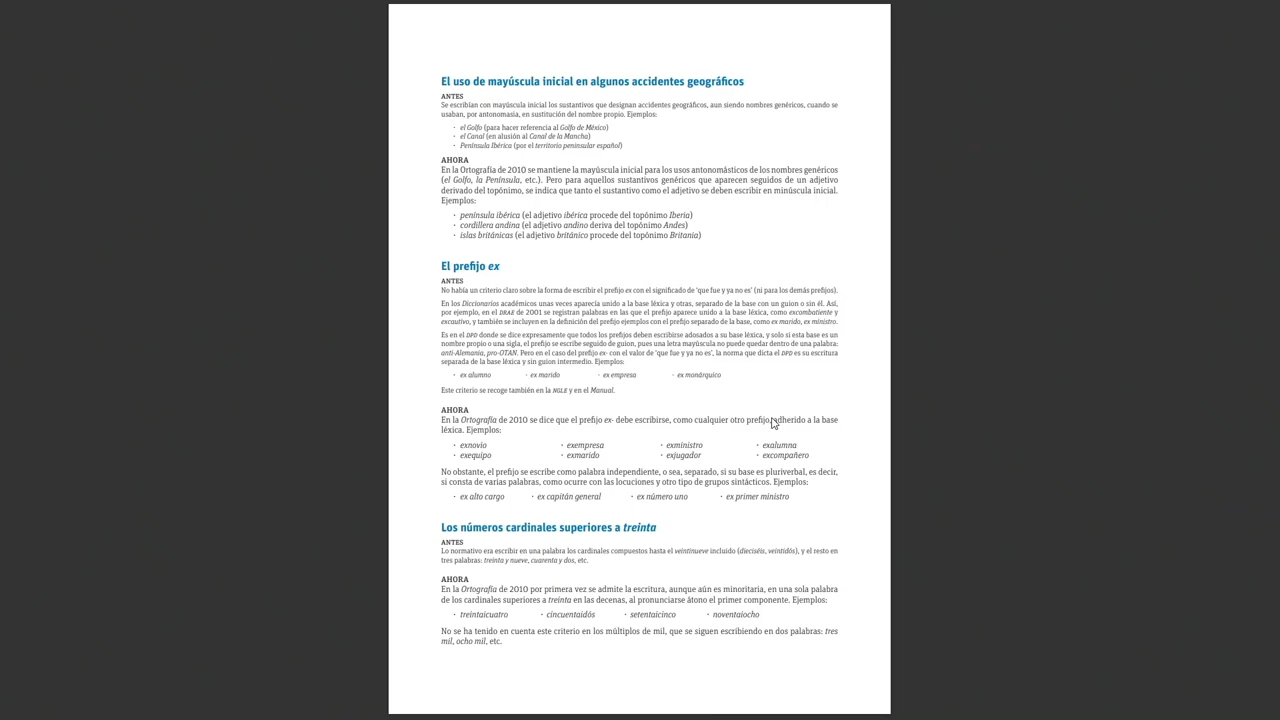 El uso de mayúscula inicial en algunos accidentes geográficos
ANTES
Se escribían con mayúscula inicial los sustantivos que designan accidentes geográficos, aun siendo nombres genéricos, cuando se
usaban, por antonomasia, en sustitución del nombre propio. Ejemplos:
· el Golfo (para hacer referencia al Golfo de México)
· el Canal (en alusión al Canal de la Mancha)
· Península Ibérica (por el territorio peninsular español)
AHORA
En la Ortografía de 2010 se mantiene la mayúscula inicial para los usos antonomásticos de los nombres genéricos
(el Golfo, la Península, etc.). Pero para aquellos sustantivos genéricos que aparecen seguidos de un adjetivo
derivado del topónimo, se indica que tanto el sustantivo como el adjetivo se deben escribir en minúscula inicial.
Ejemplos:
· península ibérica (el adjetivo ibérica procede del topónimo Iberia)
· cordillera andina (el adjetivo andino deriva del topónimo Andes)
· islas británicas (el adjetivo británico procede del topónimo Britania)
El prefijo ex
ANTES
No había un criterio claro sobre la forma de escribir el prefijo ex con el significado de ‘que fue y ya no es’ (ni para los demás prefijos).
En los Diccionarios académicos unas veces aparecía unido a la base léxica y otras, separado de la base con un guion o sin él. Así,
por ejemplo, en el DRAE de 2001 se registran palabras en las que el prefijo aparece unido a la base léxica, como excombatiente y
excautivo, y también se incluyen en la definición del prefijo ejemplos con el prefijo separado de la base, como ex marido, ex ministro.
Es en el DPD donde se dice expresamente que todos los prefijos deben escribirse adosados a su base léxica, y solo si esta base es un
nombre propio o una sigla, el prefijo se escribe seguido de guion, pues una letra mayúscula no puede quedar dentro de una palabra:
anti-Alemania, pro-OTAN. Pero en el caso del prefijo ex- con el valor de ‘que fue y ya no es’, la norma que dicta el DPD es su escritura
separada de la base léxica y sin guion intermedio. Ejemplos:
· ex alumno · ex marido · ex empresa · ex monárquico
Este criterio se recoge también en la NGLE y en el Manual.
AHORA
En la Ortografía de 2010 se dice que el prefijo ex- debe escribirse, como cualquier otro prefijo, adherido a la base
léxica. Ejemplos:
· exnovio · exempresa · exministro · exalumna
· exequipo · exmarido · exjugador · excompañero
No obstante, el prefijo se escribe como palabra independiente, o sea, separado, si su base es pluriverbal, es decir,
si consta de varias palabras, como ocurre con las locuciones y otro tipo de grupos sintácticos. Ejemplos:
· ex alto cargo · ex capitán general · ex número uno · ex primer ministro
Los números cardinales superiores a treinta
ANTES
Lo normativo era escribir en una palabra los cardinales compuestos hasta el veintinueve incluido (dieciséis, veintidós), y el resto en
tres palabras: treinta y nueve, cuarenta y dos, etc.
AHORA
En la Ortografía de 2010 por primera vez se admite la escritura, aunque aún es minoritaria, en una sola palabra
de los cardinales superiores a treinta en las decenas, al pronunciarse átono el primer componente. Ejemplos:
· treintaicuatro · cincuentaidós · setentaicinco · noventaiocho
No se ha tenido en cuenta este criterio en los múltiplos de mil, que se siguen escribiendo en dos palabras: tres
mil, ocho mil, etc.